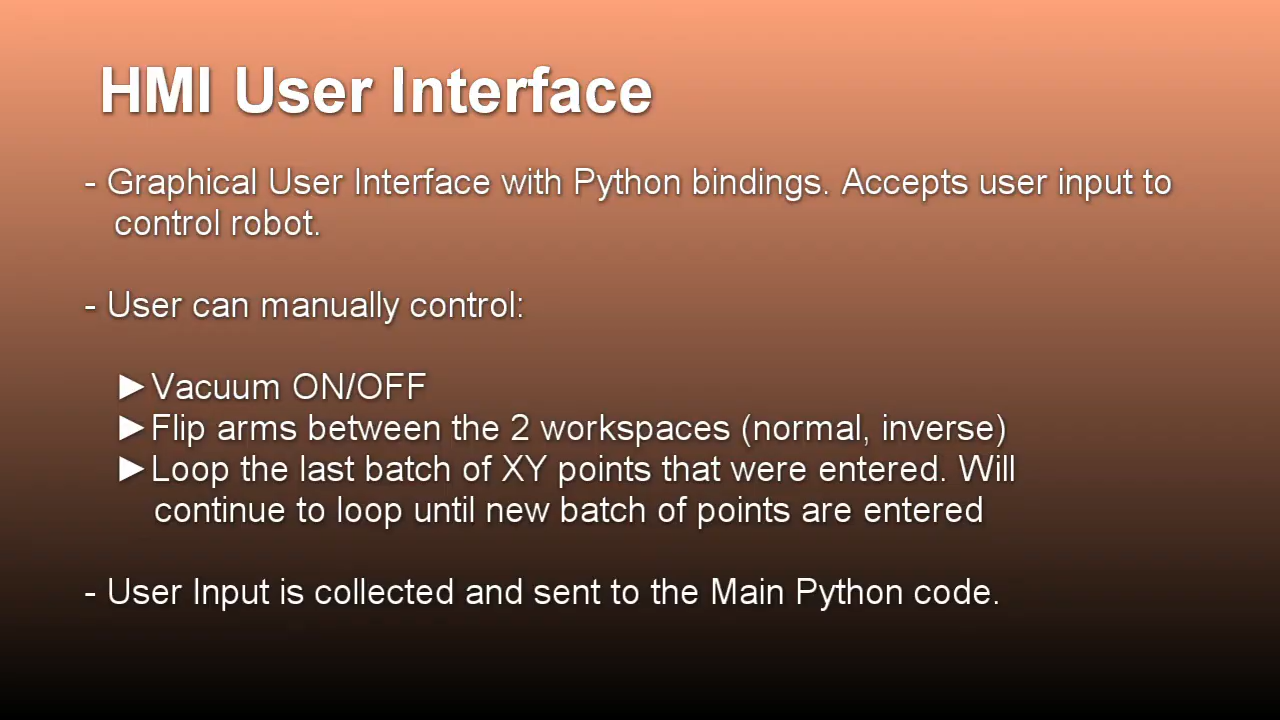 HMI User Interface
- Graphical User Interface with Python bindings. Accepts user input to
control robot.
- User can manually control:
►Vacuum ON/OFF
►Flip arms between the 2 workspaces (normal, inverse)
►Loop the last batch of XY points that were entered. Will
continue to loop until new batch of points are entered
- User Input is collected and sent to the Main Python code.